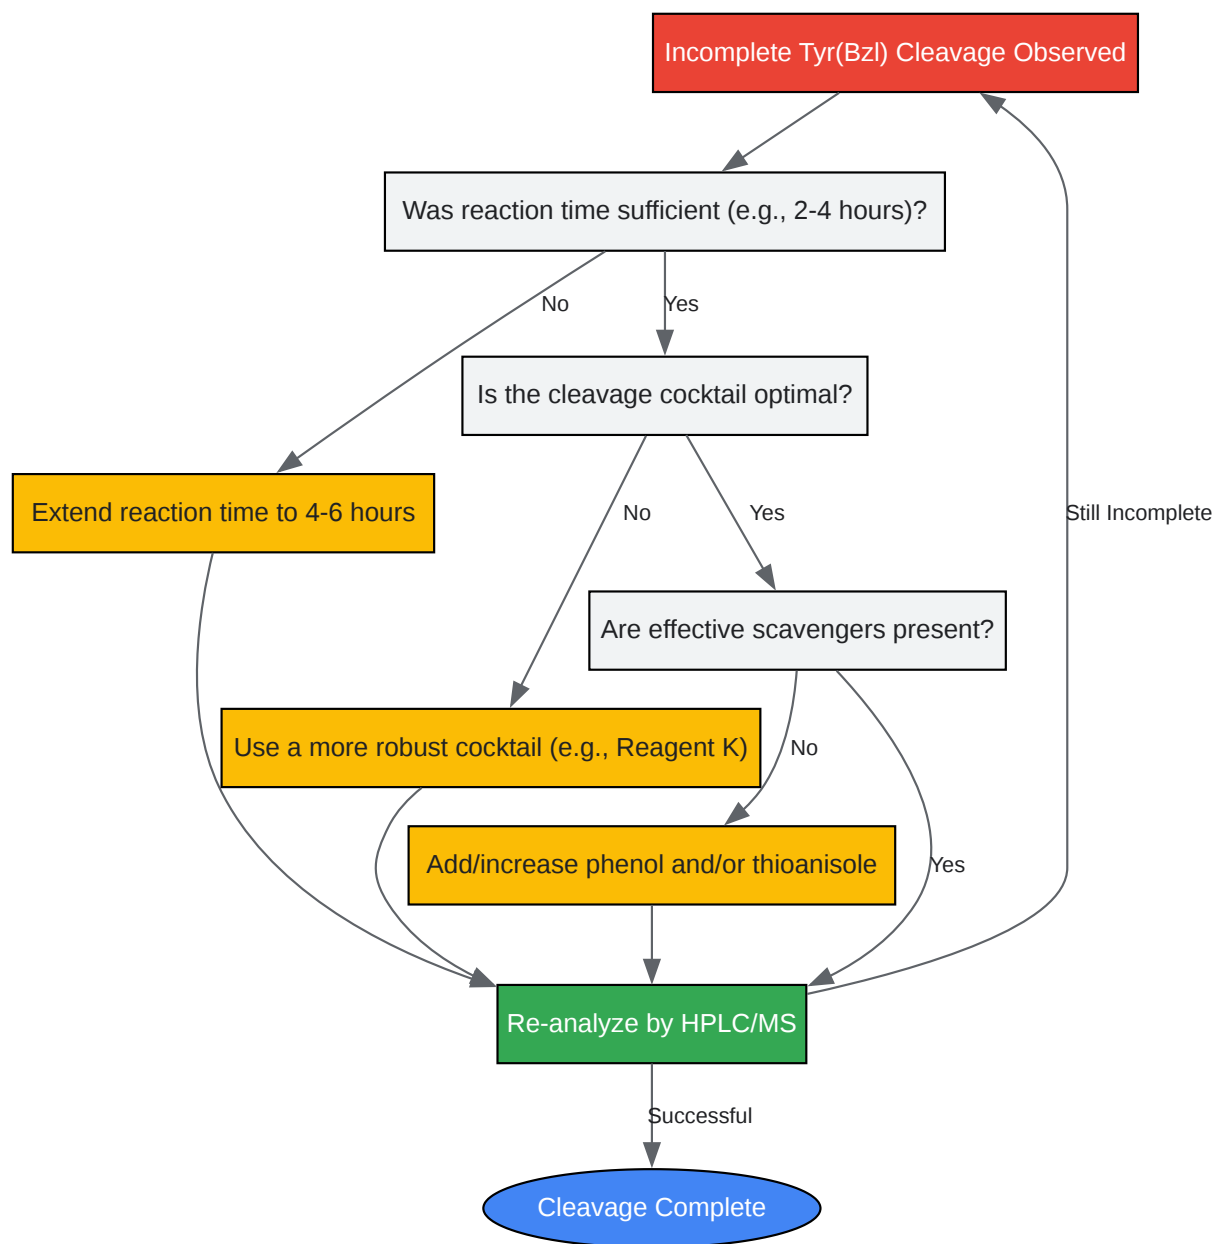 Incomplete Tyr(Bzl) Cleavage Observed
Was reaction time sufficient (e.g., 2-4 hours)?
No
Yes
Is the cleavage cocktail optimal?
Extend reaction time to 4-6 hours
No
Yes
Still Incomplete
Are effective scavengers present?
Use a more robust cocktail (e.g., Reagent K)
No
Add/increase phenol and/or thioanisole
Yes
Re-analyze by HPLC/MS
Successful
Cleavage Complete